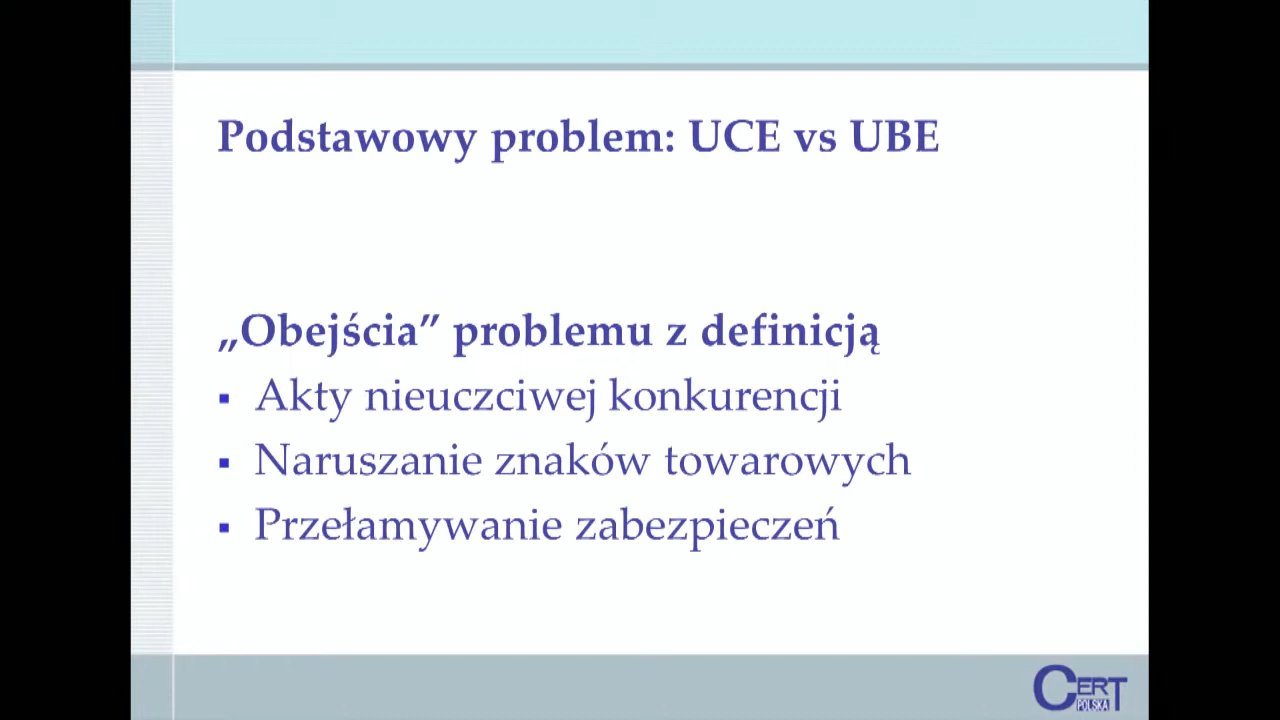 Podstawowy problem: UCE vs UBE
„Obejścia” problemu z definicją
▪ Akty nieuczciwej konkurencji
▪ Naruszanie znaków towarowych
▪ Przełamywanie zabezpieczeń
CERT
POLSKA